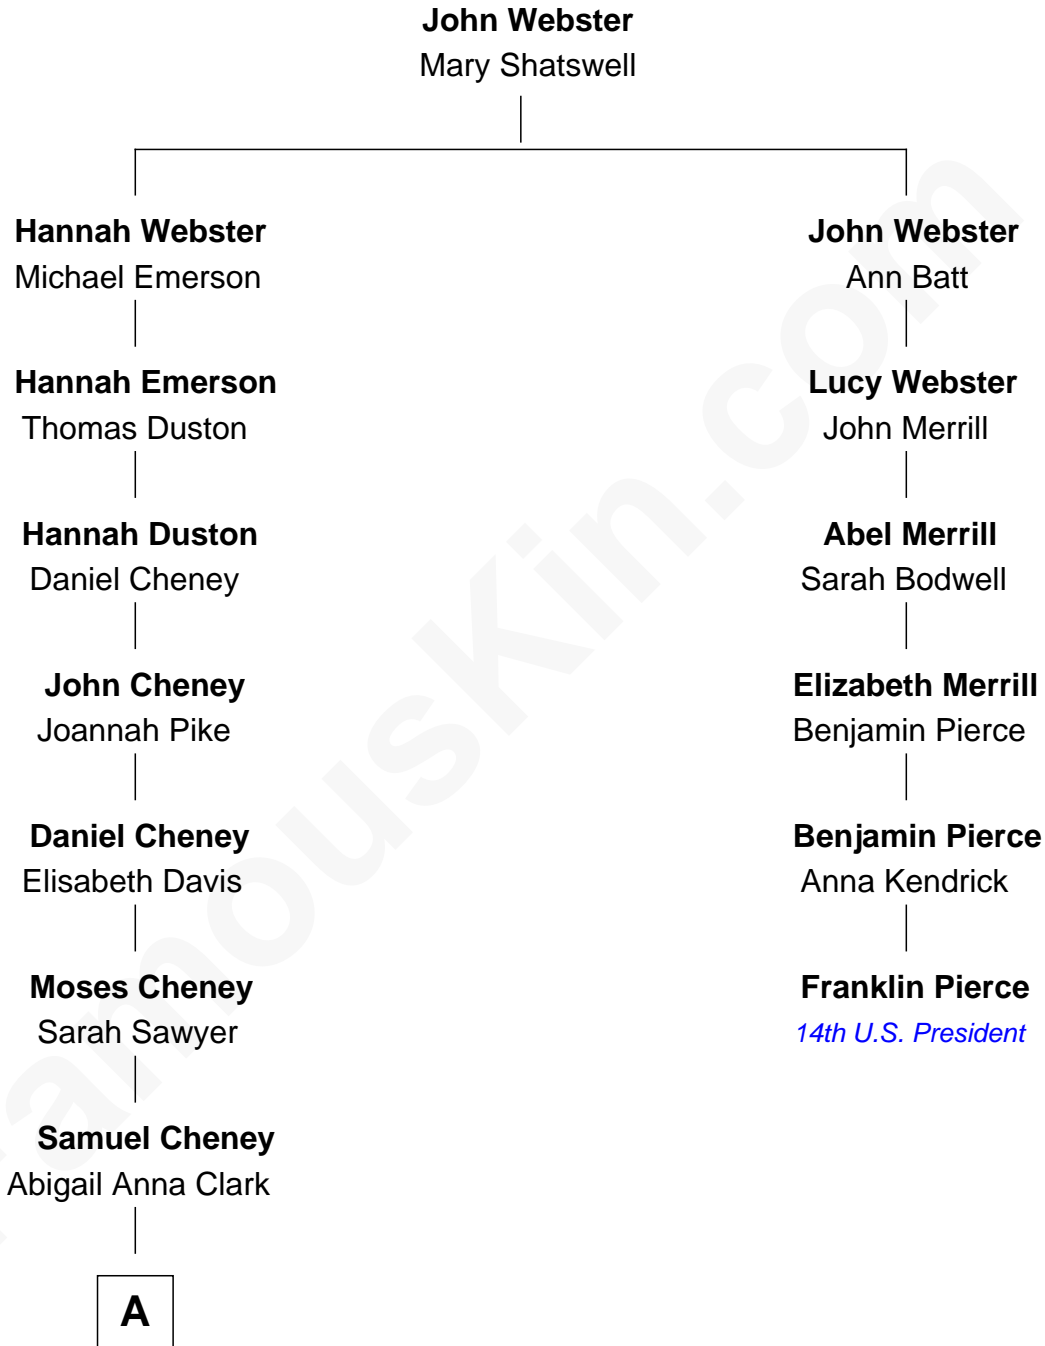 John Webster
Mary Shatswell
Hannah Webster
Michael Emerson
John Webster
Ann Batt
Hannah Emerson
Thomas Duston
Lucy Webster
John Merrill
Hannah Duston
Daniel Cheney
Abel Merrill
Sarah Bodwell
John Cheney
Joannah Pike
Elizabeth Merrill
Benjamin Pierce
Daniel Cheney
Elisabeth Davis
Benjamin Pierce
Anna Kendrick
Moses Cheney
Sarah Sawyer
Franklin Pierce
14th U.S. President
Samuel Cheney
Abigail Anna Clark
A
FamousKin.com